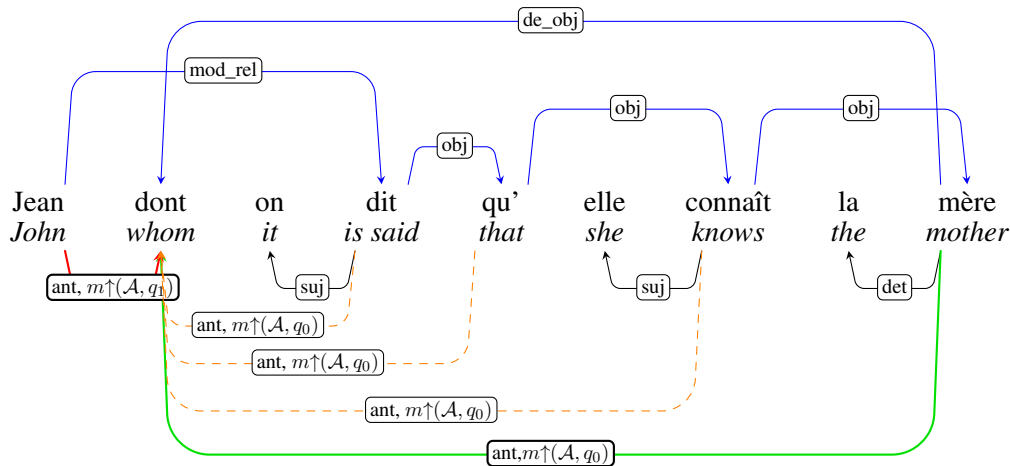 de_obj
mod_rel
obj obj
obj
Jean dont on dit qu' elle connaît la mère
John whom it is said that she knows the mother
ant, m↑(𝒜, q₁) suj suj det
ant, m↑(𝒜, q₀)
ant, m↑(𝒜, q₀)
ant, m↑(𝒜, q₀)
ant,m↑(𝒜, q₀)